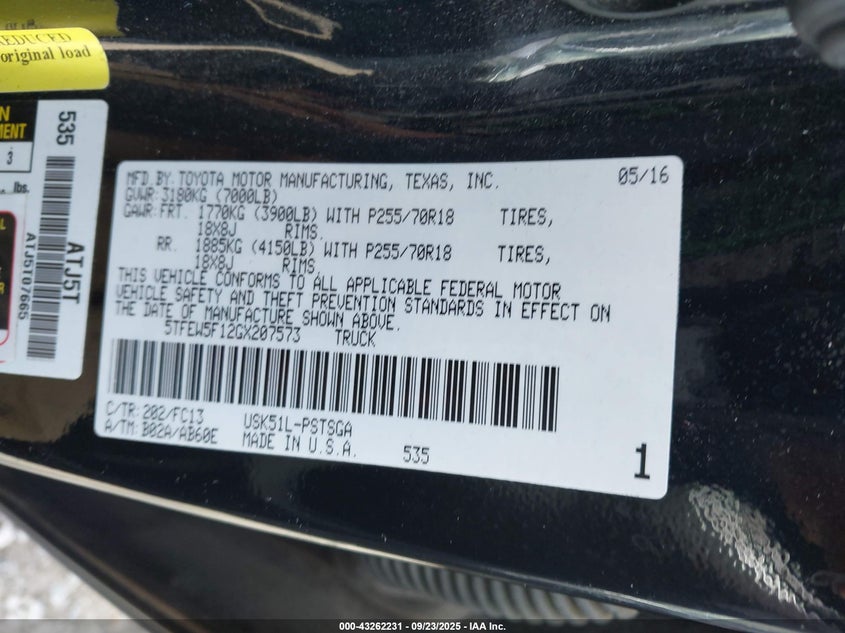 REDUCED
original load
MENT
3
lbs.
535
ATJ5T
ATJ5T07665
MFD.BY:TOYOTA MOTOR MANUFACTURING, TEXAS, INC. 05/16
GVWR:3180KG (7000LB)
GAWR:FRT. 1770KG (3900LB) WITH P255/70R18 TIRES,
18X8J RIMS.
RR. 1885KG (4150LB) WITH P255/70R18 TIRES,
18X8J RIMS.
THIS VEHICLE CONFORMS TO ALL APPLICABLE FEDERAL MOTOR
VEHICLE SAFETY AND THEFT PREVENTION STANDARDS IN EFFECT ON
THE DATE OF MANUFACTURE SHOWN ABOVE.
5TFEW5F12GX207573 TRUCK
C/TR:202/FC13 USK51L-PSTSGA
A/TM:B02A/AB60E MADE IN U.S.A. 535 1
000-43262231 - 09/23/2025 - IAA Inc.